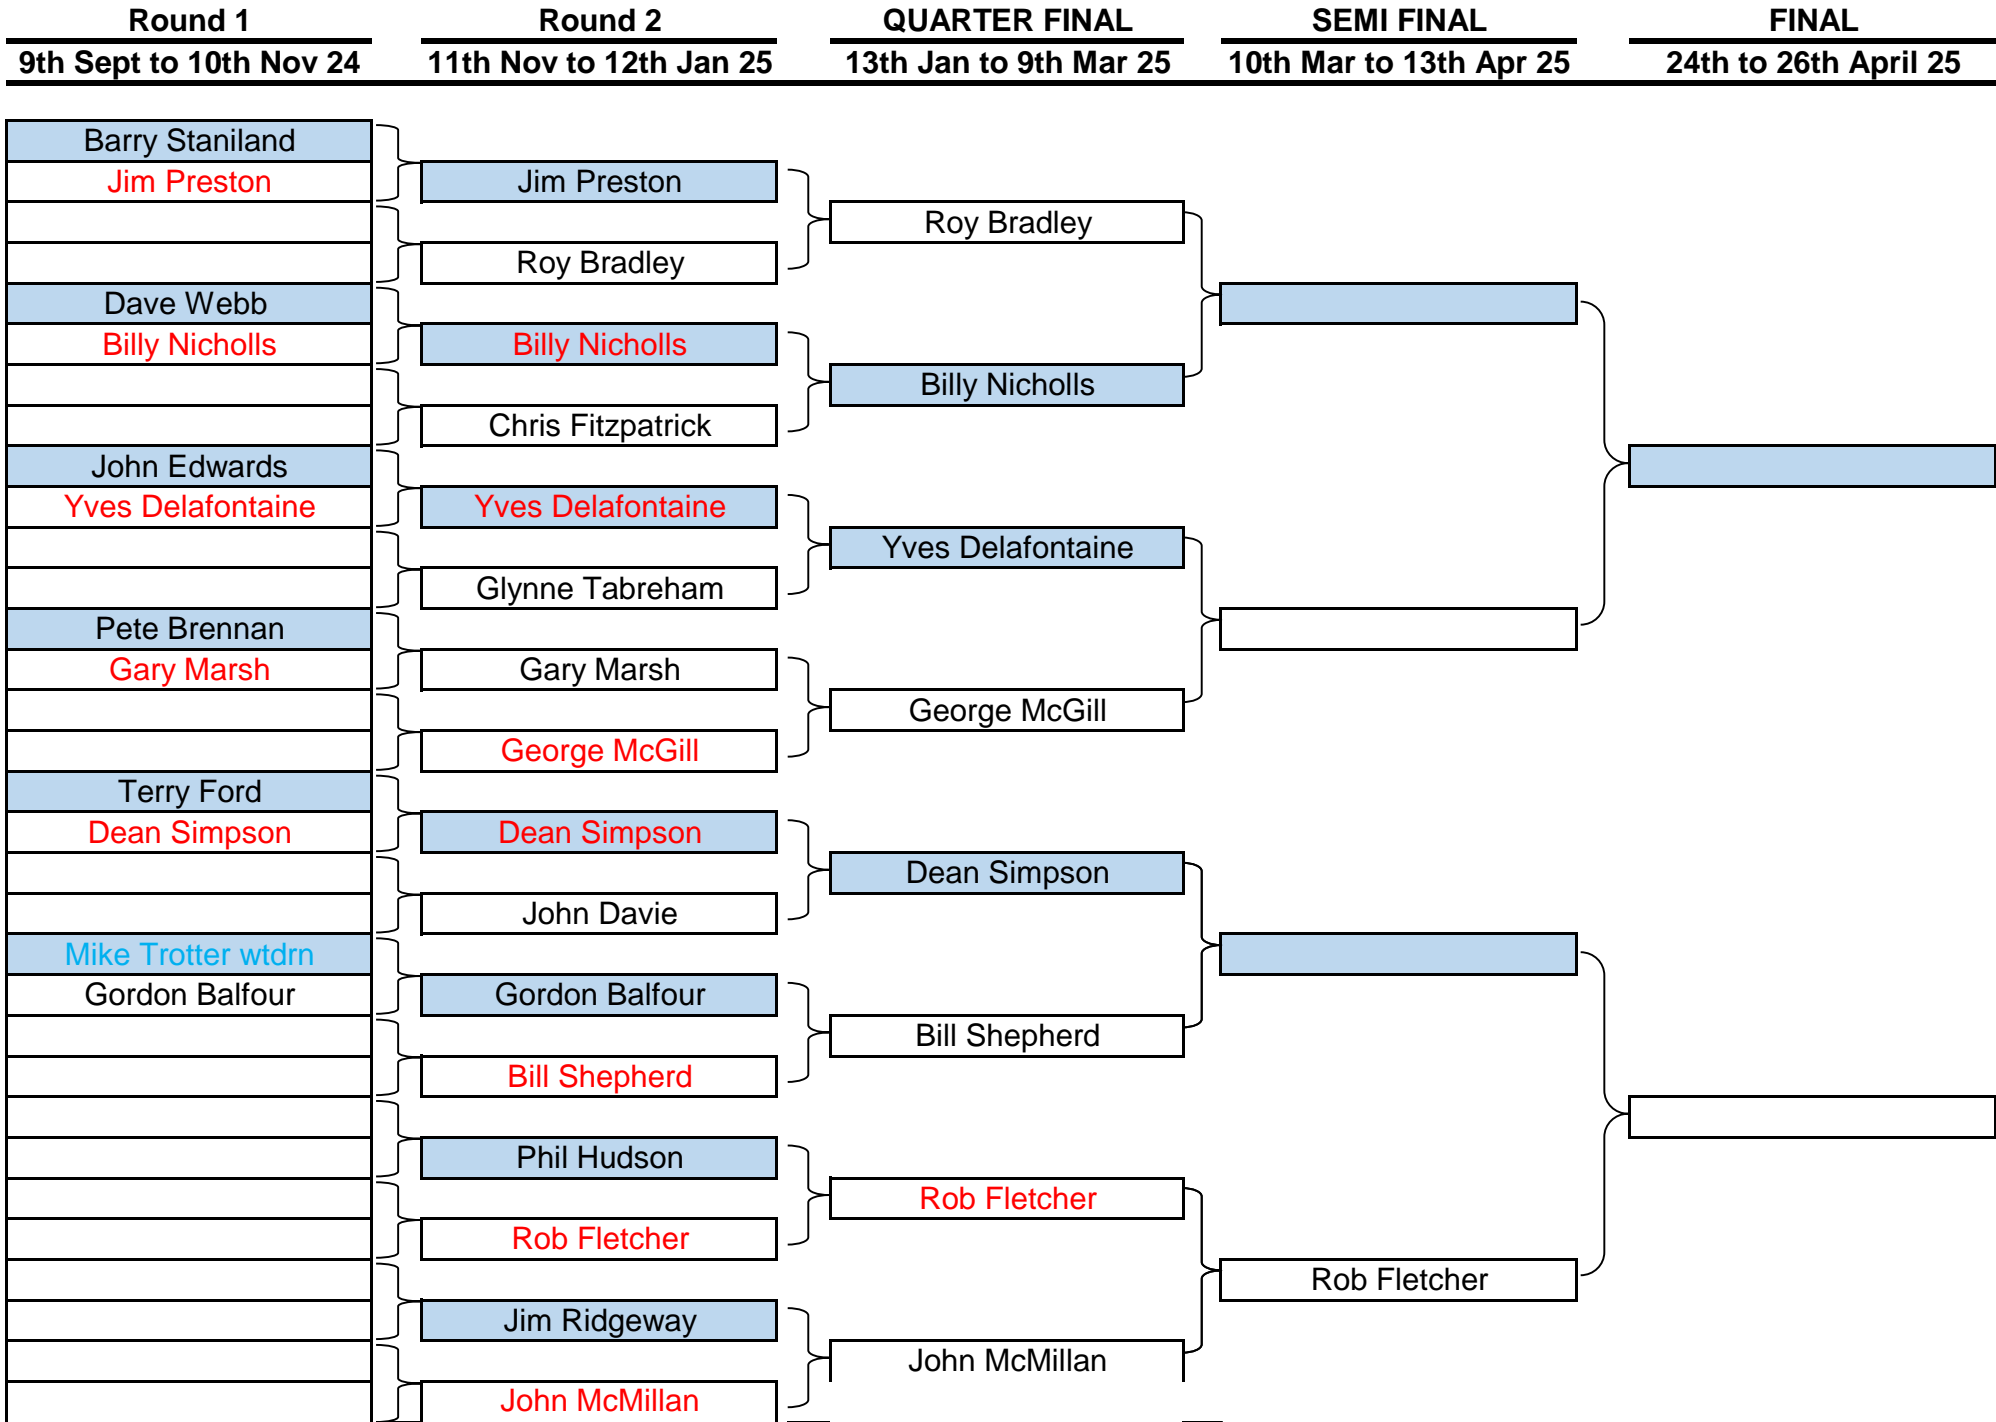 Round 1
Round 2
QUARTER FINAL
SEMI FINAL
FINAL
9th Sept to 10th Nov 24
11th Nov to 12th Jan 25
13th Jan to 9th Mar 25
10th Mar to 13th Apr 25
24th to 26th April 25
Barry Staniland
Jim Preston
Dave Webb
Billy Nicholls
John Edwards
Yves Delafontaine
Pete Brennan
Gary Marsh
Terry Ford
Dean Simpson
Mike Trotter wtdrn
Gordon Balfour
Jim Preston
Roy Bradley
Billy Nicholls
Chris Fitzpatrick
Yves Delafontaine
Glynne Tabreham
Gary Marsh
George McGill
Dean Simpson
John Davie
Gordon Balfour
Bill Shepherd
Phil Hudson
Rob Fletcher
Jim Ridgeway
John McMillan
Roy Bradley
Billy Nicholls
Yves Delafontaine
George McGill
Dean Simpson
Bill Shepherd
Rob Fletcher
John McMillan
Rob Fletcher